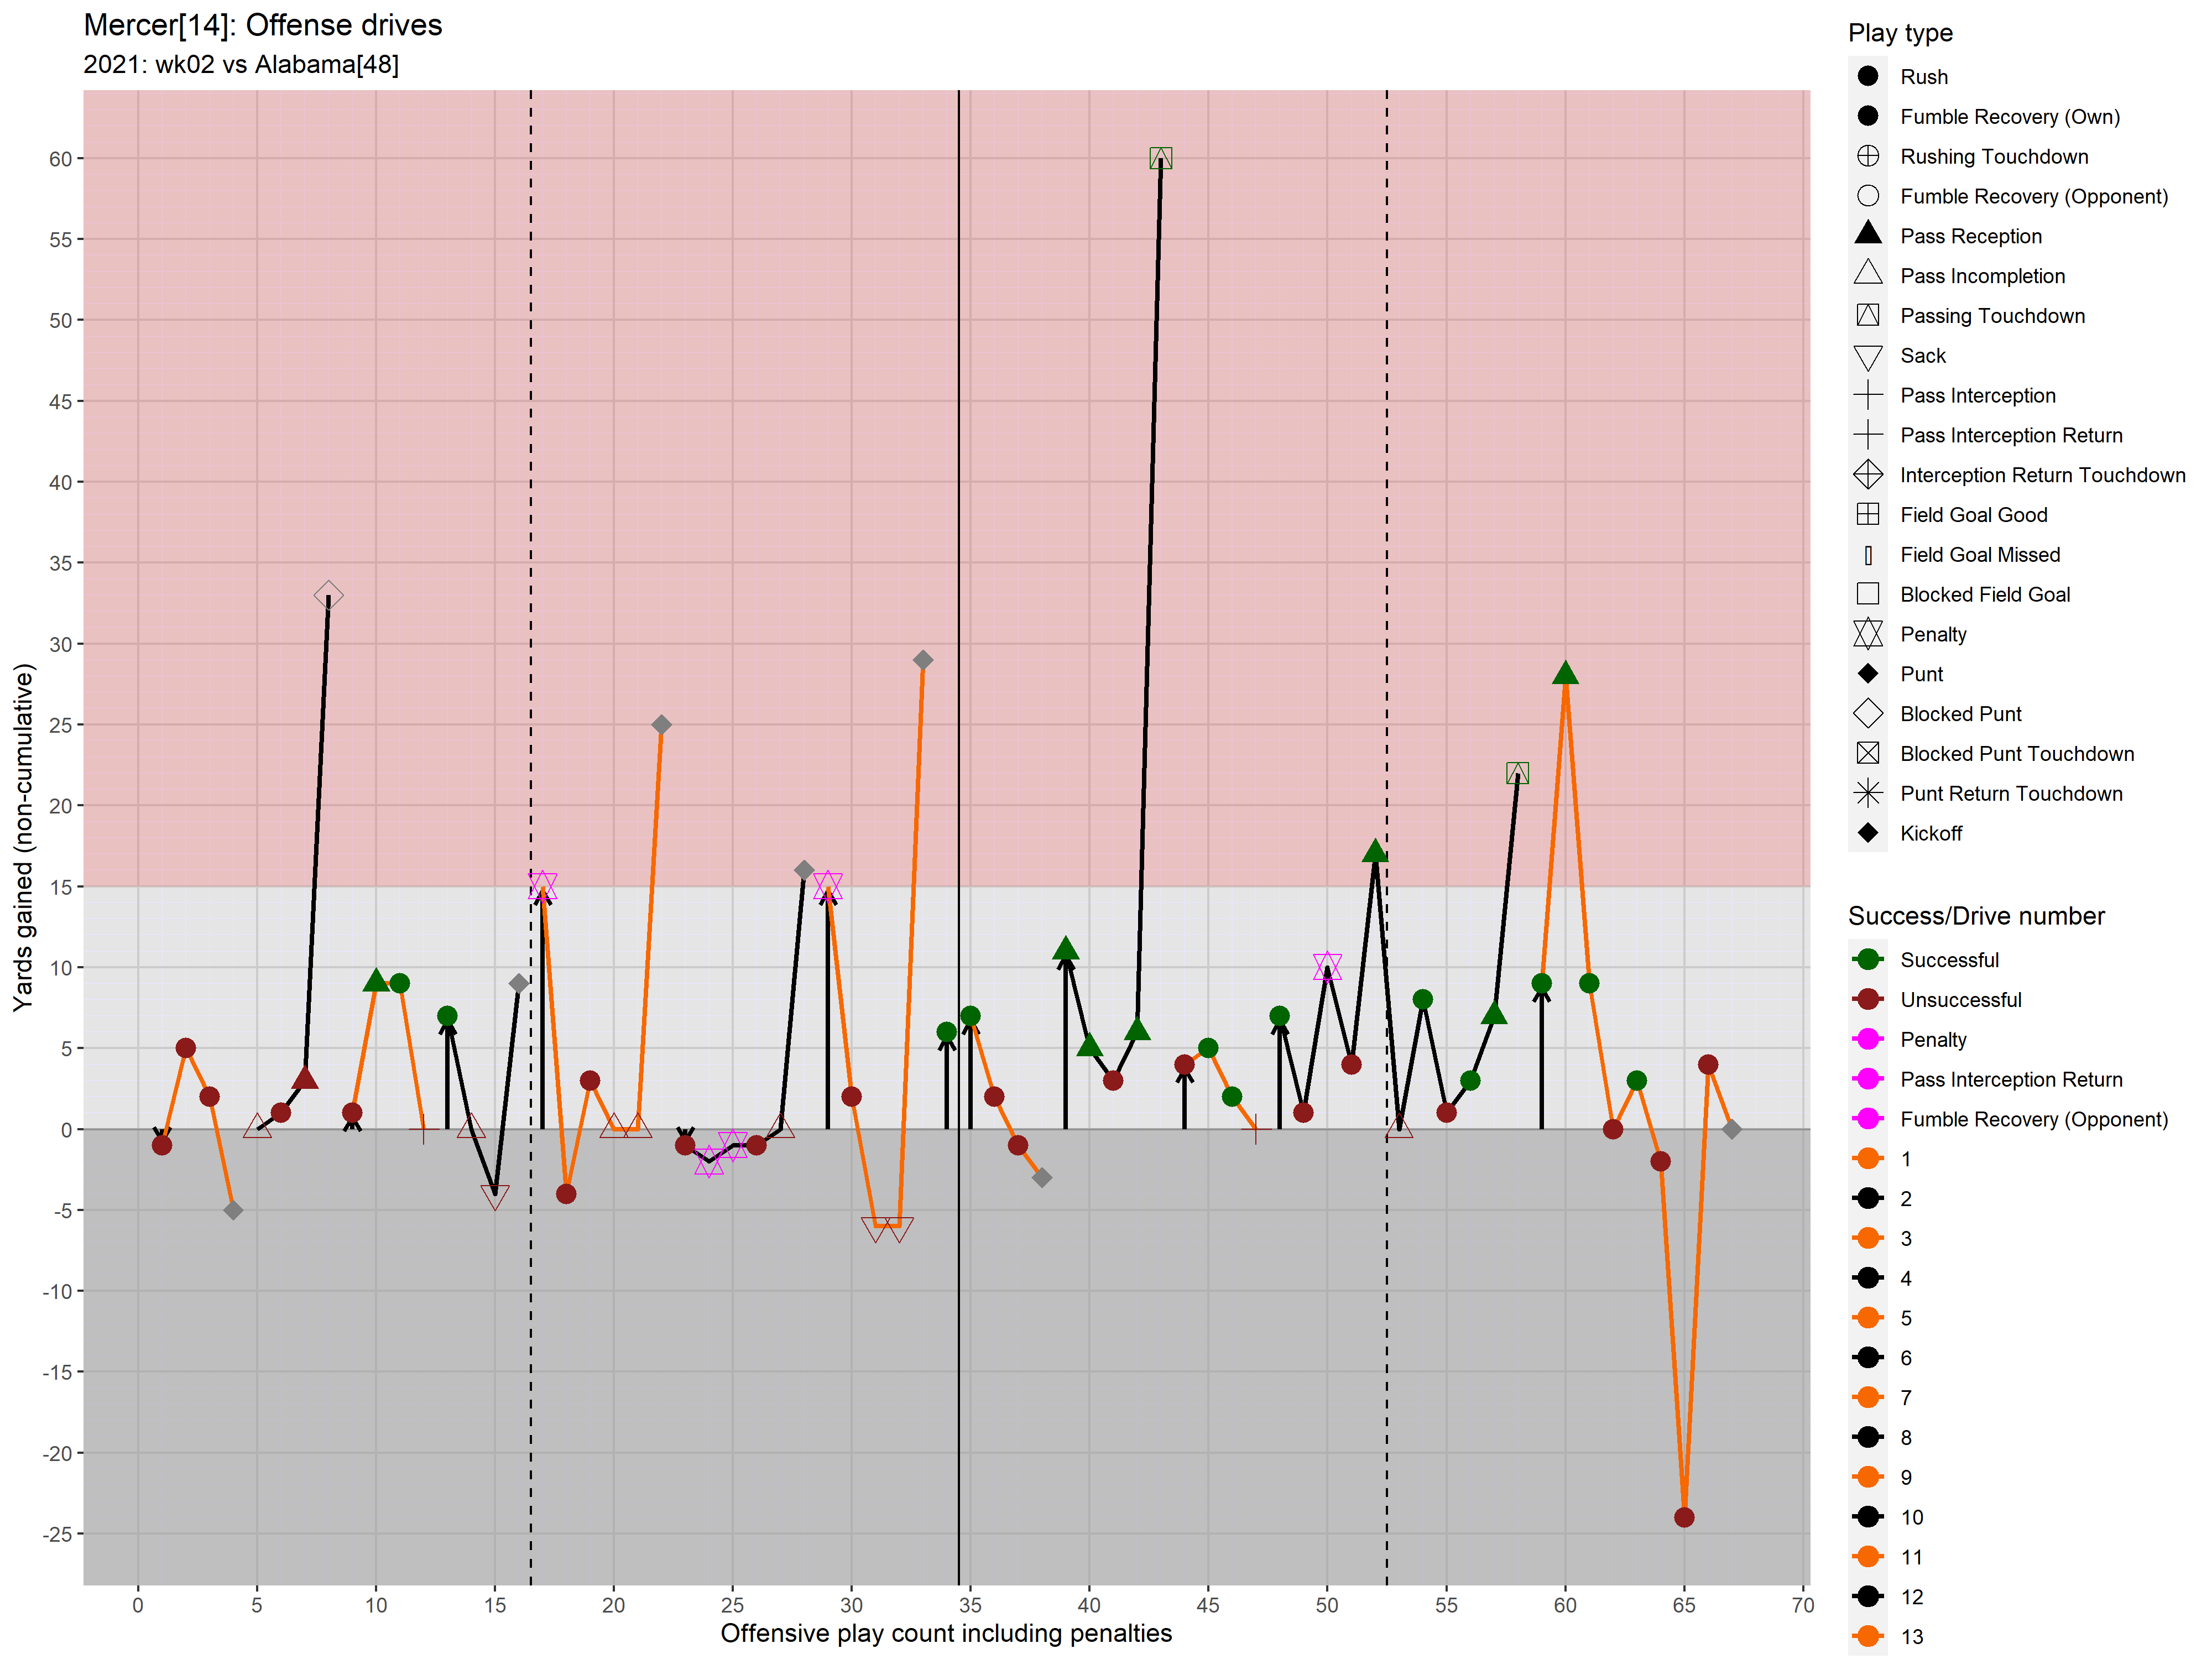 Mercer[14]: Offense drives
2021: wk02 vs Alabama[48]
Yards gained (non-cumulative)
60
55
50
45
40
35
30
25
20
15
10
5
0
-5
-10
-15
-20
-25
0 5 10 15 20 25 30 35 40 45 50 55 60 65 70
Offensive play count including penalties
Play type
Rush
Fumble Recovery (Own)
Rushing Touchdown
Fumble Recovery (Opponent)
Pass Reception
Pass Incompletion
Passing Touchdown
Sack
Pass Interception
Pass Interception Return
Interception Return Touchdown
Field Goal Good
Field Goal Missed
Blocked Field Goal
Penalty
Punt
Blocked Punt
Blocked Punt Touchdown
Punt Return Touchdown
Kickoff
Success/Drive number
Successful
Unsuccessful
Penalty
Pass Interception Return
Fumble Recovery (Opponent)
1
2
3
4
5
6
7
8
9
10
11
12
13